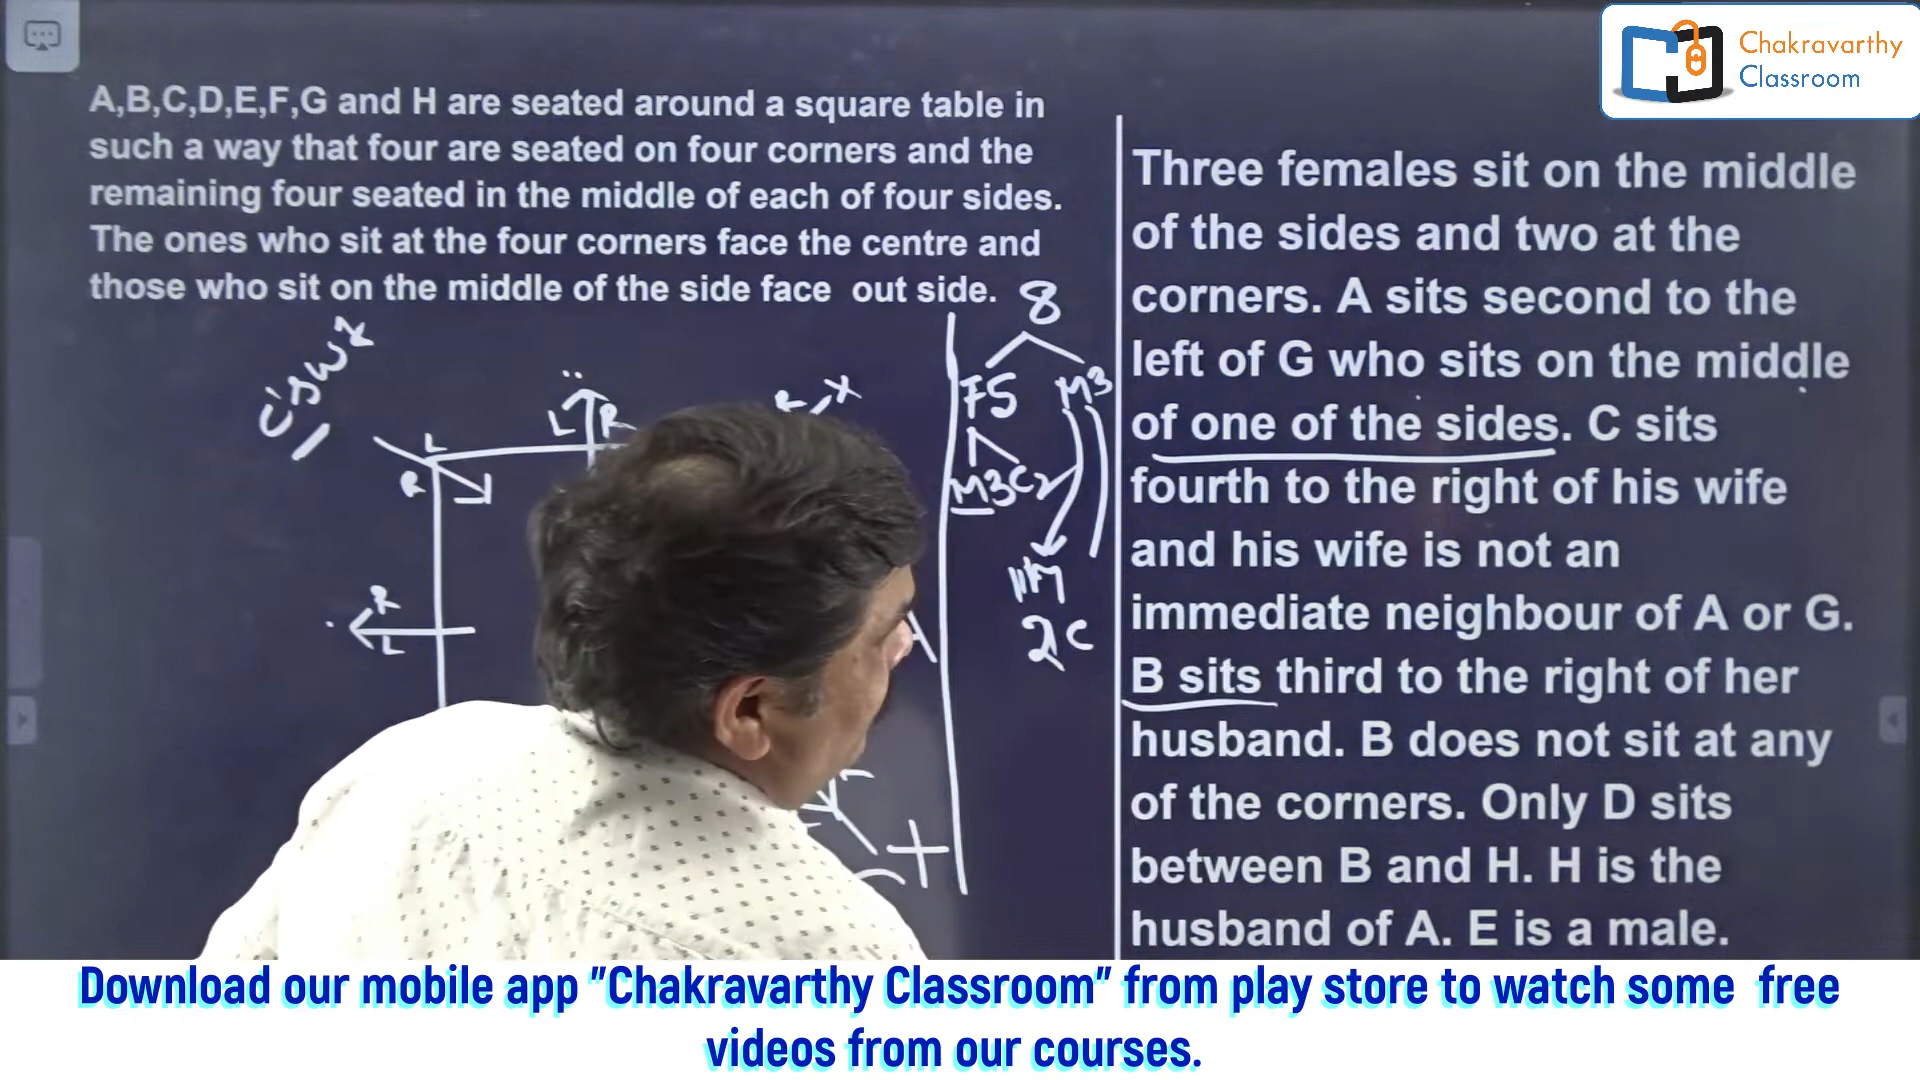 Chakravarthy
Classroom
A,B,C,D,E,F,G and H are seated around a square table in
such a way that four are seated on four corners and the
remaining four seated in the middle of each of four sides.
The ones who sit at the four corners face the centre and
those who sit on the middle of the side face out side.
8
F5 M3
M3 C2
1M
2C
L R
L
R
R
L
Three females sit on the middle
of the sides and two at the
corners. A sits second to the
left of G who sits on the middle
of one of the sides. C sits
fourth to the right of his wife
and his wife is not an
immediate neighbour of A or G.
B sits third to the right of her
husband. B does not sit at any
of the corners. Only D sits
between B and H. H is the
husband of A. E is a male.
Download our mobile app "Chakravarthy Classroom" from play store to watch some free
videos from our courses.